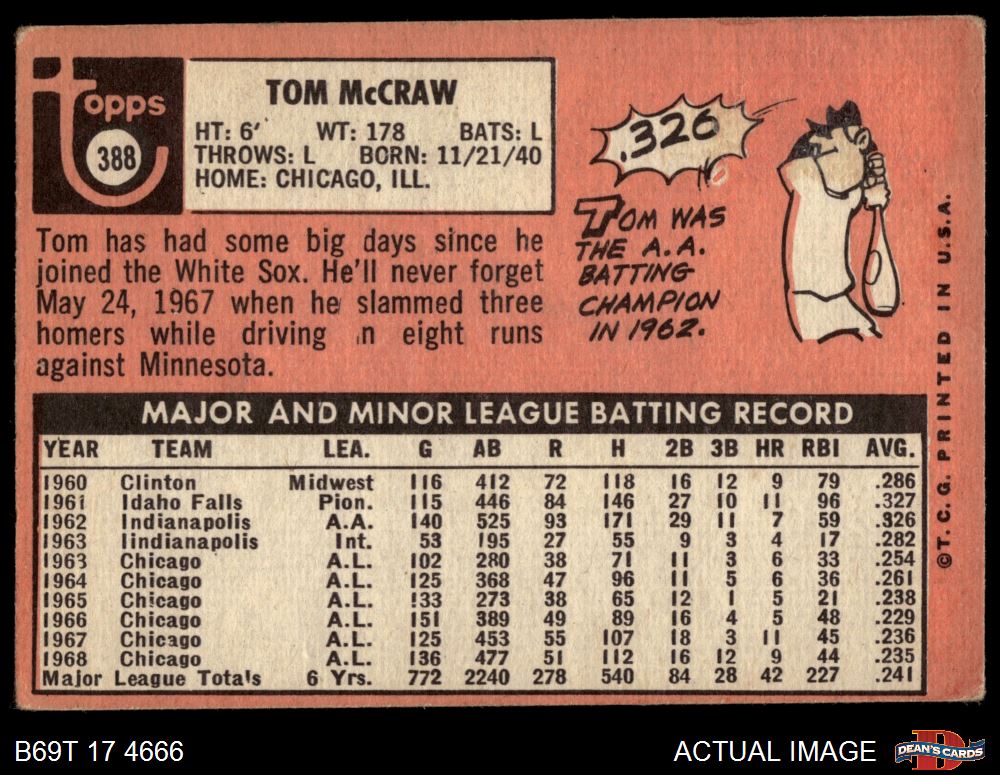 topps
388
TOM McCRAW
HT: 6' WT: 178 BATS: L
THROWS: L BORN: 11/21/40
HOME: CHICAGO, ILL.
Tom has had some big days since he
joined the White Sox. He'll never forget
May 24, 1967 when he slammed three
homers while driving in eight runs
against Minnesota.
.326
TOM WAS
THE A.A.
BATTING
CHAMPION
IN 1962.
©T.C.G. PRINTED IN U.S.A.
MAJOR AND MINOR LEAGUE BATTING RECORD
YEAR TEAM LEA. G AB R H 2B 3B HR RBI AVG.
1960 Clinton Midwest 116 412 72 118 16 12 9 79 .286
1961 Idaho Falls Pion. 115 446 84 146 27 10 11 96 .327
1962 Indianapolis A.A. 140 525 93 171 29 11 7 59 .326
1963 Iindianapolis Int. 53 195 27 55 9 3 4 17 .282
1963 Chicago A.L. 102 280 38 71 11 3 6 33 .254
1964 Chicago A.L. 125 368 47 96 11 5 6 36 .261
1965 Chicago A.L. 133 273 38 65 12 1 5 21 .238
1966 Chicago A.L. 151 389 49 89 16 4 5 48 .229
1967 Chicago A.L. 125 453 55 107 18 3 11 45 .236
1968 Chicago A.L. 136 477 51 112 16 12 9 44 .235
Major League Totals 6 Yrs. 772 2240 278 540 84 28 42 227 .241
B69T 17 4666
ACTUAL IMAGE
DEAN'S CARDS